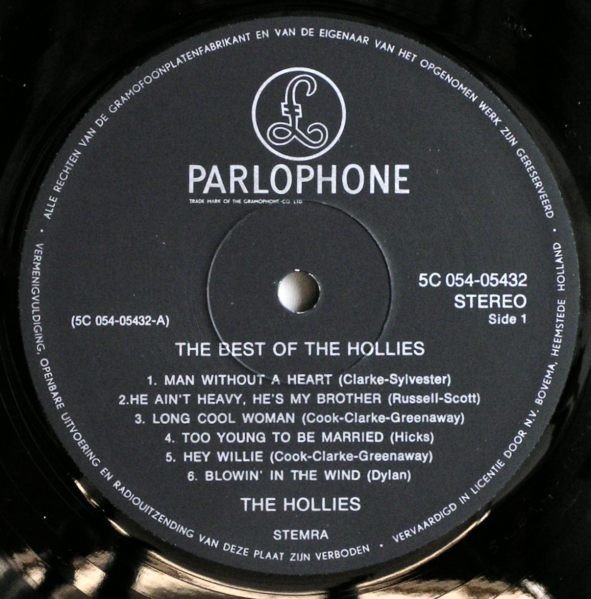 • ALLE RECHTEN VAN DE GRAMOFOONPLATENFABRIKANT EN VAN DE EIGENAAR VAN HET OPGENOMEN WERK ZIJN GERESERVEERD •
£
PARLOPHONE
TRADE MARK OF THE GRAMOPHONE CO. LTD.
5C 054-05432
STEREO
Side 1
(5C 054-05432-A)
THE BEST OF THE HOLLIES
1. MAN WITHOUT A HEART (Clarke-Sylvester)
2.HE AIN'T HEAVY, HE'S MY BROTHER (Russell-Scott)
3. LONG COOL WOMAN (Cook-Clarke-Greenaway)
4. TOO YOUNG TO BE MARRIED (Hicks)
5. HEY WILLIE (Cook-Clarke-Greenaway)
6. BLOWIN' IN THE WIND (Dylan)
THE HOLLIES
STEMRA
VERMENIGVULDIGING, OPENBARE UITVOERING EN RADIOUITZENDING VAN DEZE PLAAT ZIJN VERBODEN • VERVAARDIGD IN LICENTIE DOOR N.V. BOVEMA, HEEMSTEDE HOLLAND